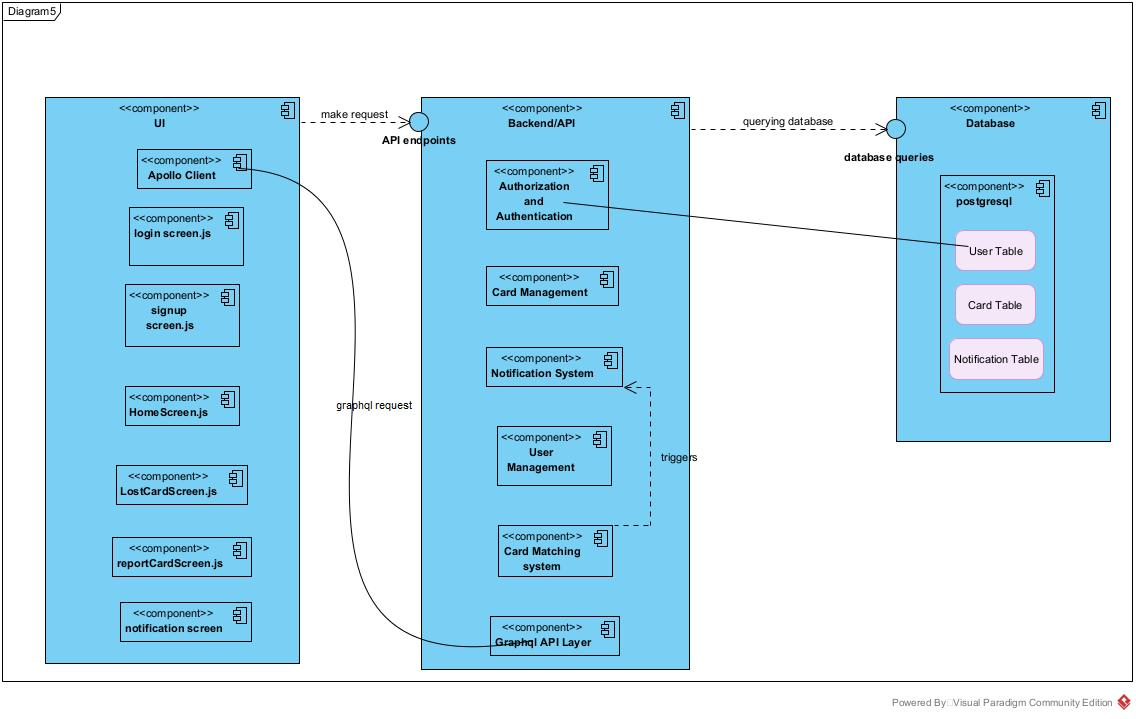 Diagram5
<<component>>
UI
<<component>>
Apollo Client
<<component>>
login screen.js
<<component>>
signup
screen.js
<<component>>
HomeScreen.js
<<component>>
LostCardScreen.js
<<component>>
reportCardScreen.js
<<component>>
notification screen
make request
API endpoints
graphql request
<<component>>
Backend/API
<<component>>
Authorization
and
Authentication
<<component>>
Card Management
<<component>>
Notification System
<<component>>
User
Management
triggers
<<component>>
Card Matching
system
<<component>>
Graphql API Layer
querying database
database queries
<<component>>
Database
<<component>>
postgresql
User Table
Card Table
Notification Table
Powered By Visual Paradigm Community Edition